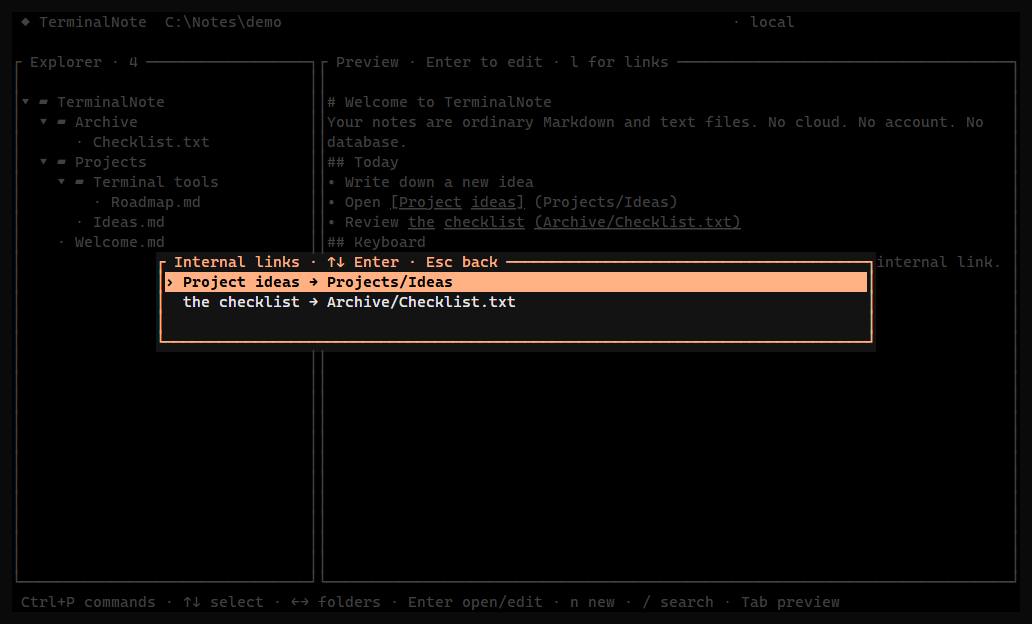 ◆ TerminalNote C:\Notes\demo · local
Explorer · 4
▾ ▰ TerminalNote
▾ ▰ Archive
· Checklist.txt
▾ ▰ Projects
▾ ▰ Terminal tools
· Roadmap.md
· Ideas.md
· Welcome.md
Preview · Enter to edit · l for links
# Welcome to TerminalNote
Your notes are ordinary Markdown and text files. No cloud. No account. No
database.
## Today
• Write down a new idea
• Open [Project ideas] (Projects/Ideas)
• Review the checklist (Archive/Checklist.txt)
## Keyboard
internal link.
Internal links · ↑↓ Enter · Esc back
› Project ideas → Projects/Ideas
the checklist → Archive/Checklist.txt
Ctrl+P commands · ↑↓ select · ←→ folders · Enter open/edit · n new · / search · Tab preview